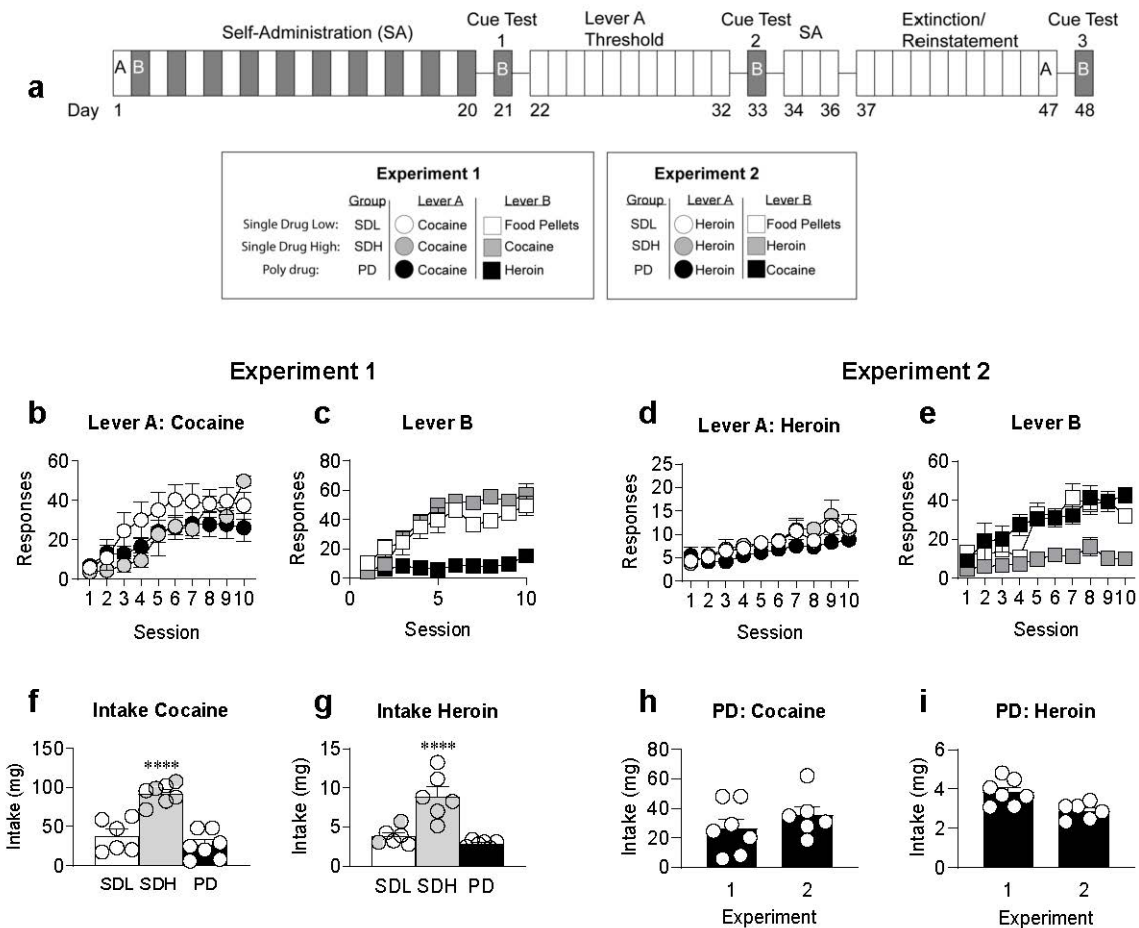 Self-Administration (SA)
Cue Test
1
Lever A
Threshold
Cue Test
2
SA
Extinction/
Reinstatement
Cue Test
3
a
A B B B A B
Day 1 20 21 22 32 33 34 36 37 47 48
Experiment 1
Group Lever A Lever B
Single Drug Low: SDL Cocaine Food Pellets
Single Drug High: SDH Cocaine Cocaine
Poly drug: PD Cocaine Heroin
Experiment 2
Group Lever A Lever B
SDL Heroin Food Pellets
SDH Heroin Heroin
PD Heroin Cocaine
Experiment 1
Experiment 2
b
Lever A: Cocaine
Responses
60
40
20
0
1 2 3 4 5 6 7 8 9 10
Session
c
Lever B
Responses
80
60
40
20
0
0 5 10
Session
d
Lever A: Heroin
Responses
25
20
15
10
5
0
1 2 3 4 5 6 7 8 9 10
Session
e
Lever B
Responses
60
40
20
0
1 2 3 4 5 6 7 8 9 10
Session
f
Intake Cocaine
Intake (mg)
150
100
50
0
****
SDL SDH PD
g
Intake Heroin
Intake (mg)
15
10
5
0
****
SDL SDH PD
h
PD: Cocaine
Intake (mg)
80
60
40
20
0
1 2
Experiment
i
PD: Heroin
Intake (mg)
6
4
2
0
1 2
Experiment